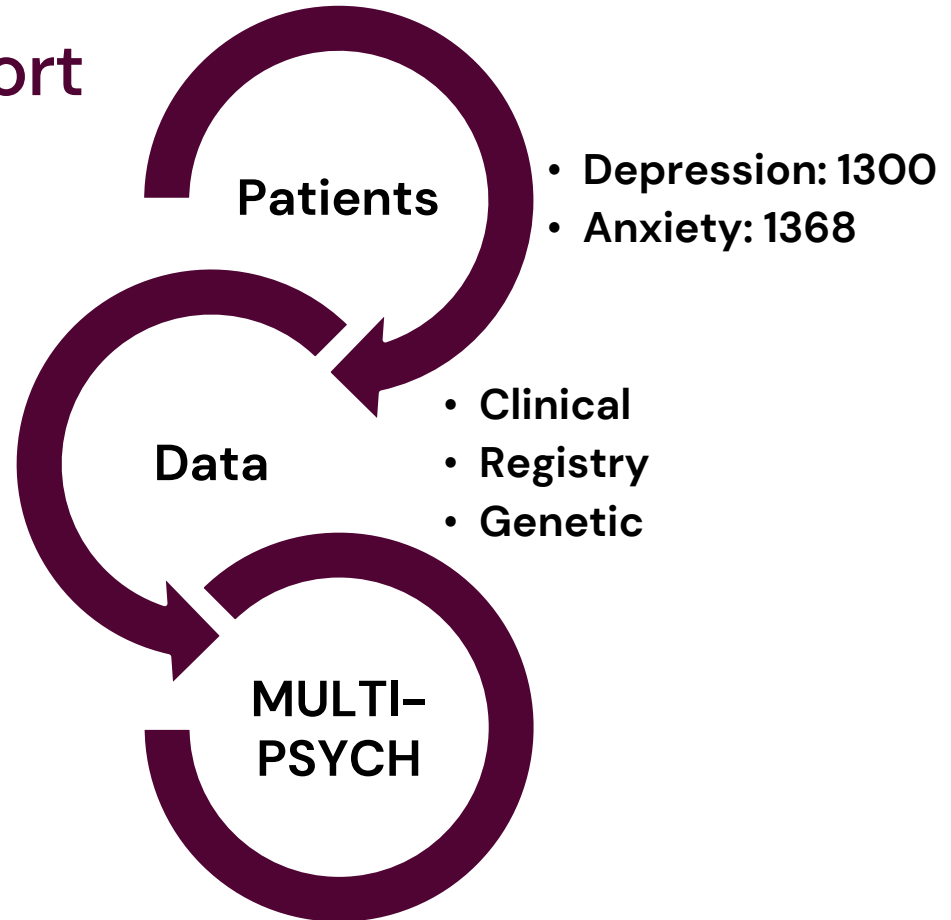 ort
Patients
• Depression: 1300
• Anxiety: 1368
Data
• Clinical
• Registry
• Genetic
MULTI-
PSYCH